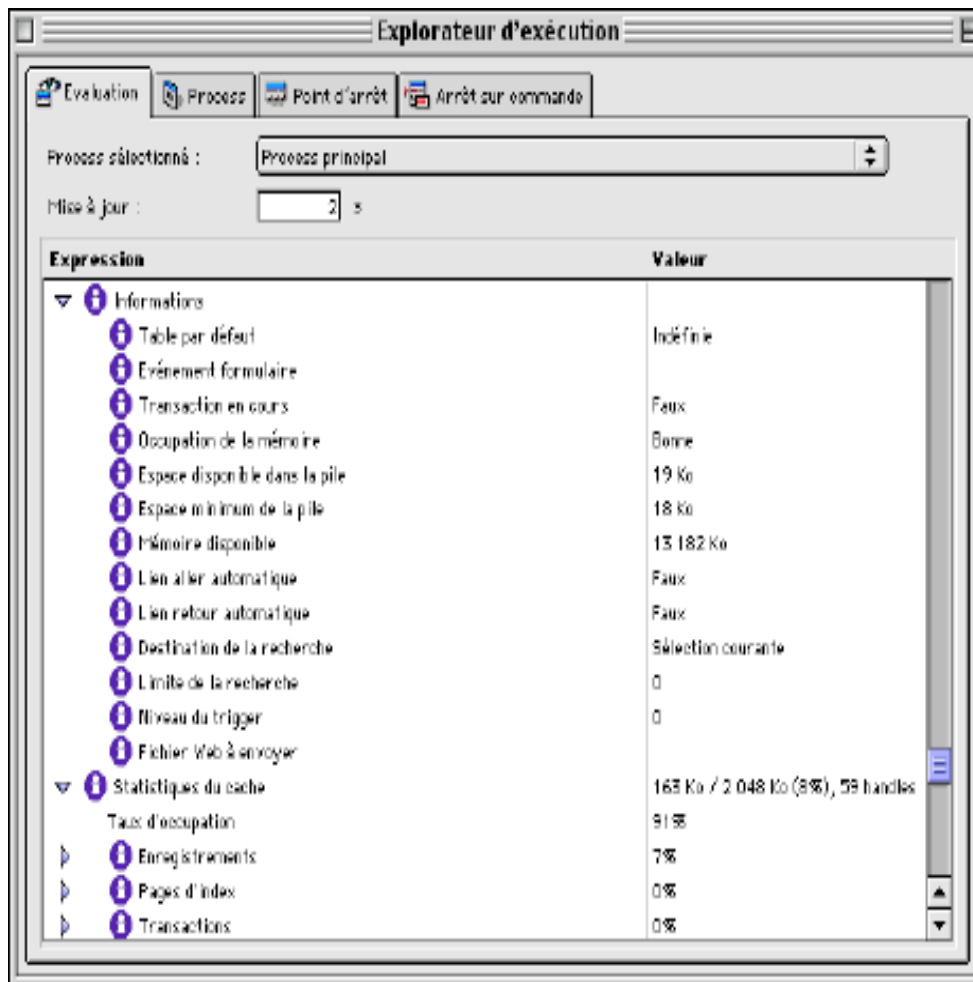 Explorateur d'exécution
Evaluation Process Point d'arrêt Arrêt sur commande
Process sélectionné : Process principal
Mise à jour : 2 s
Expression Valeur
Informations
Table par défaut Indéfinie
Evénement formulaire
Transaction en cours Faux
Occupation de la mémoire Bonne
Espace disponible dans la pile 19 Ko
Espace minimum de la pile 18 Ko
Mémoire disponible 13 182 Ko
Lien aller automatique Faux
Lien retour automatique Faux
Destination de la recherche Sélection courante
Limite de la recherche 0
Niveau du trigger 0
Fichier Web à envoyer
Statistiques du cache 163 Ko / 2 048 Ko (8%), 59 handles
Taux d'occupation 91%
Enregistrements 7%
Pages d'index 0%
Transactions 0%